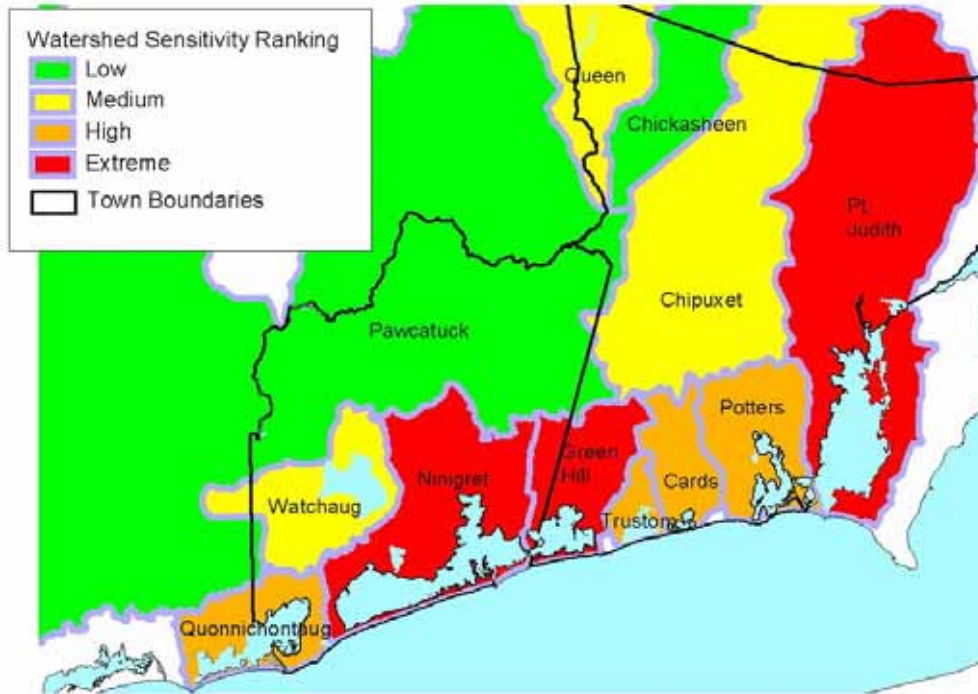 Watershed Sensitivity Ranking
Low
Medium
High
Extreme
Town Boundaries
Queen
Chickasheen
Pt.
Judith
Chipuxet
Pawcatuck
Potters
Green
Hill
Ninigret
Cards
Watchaug
Truston
Quonnichontaug